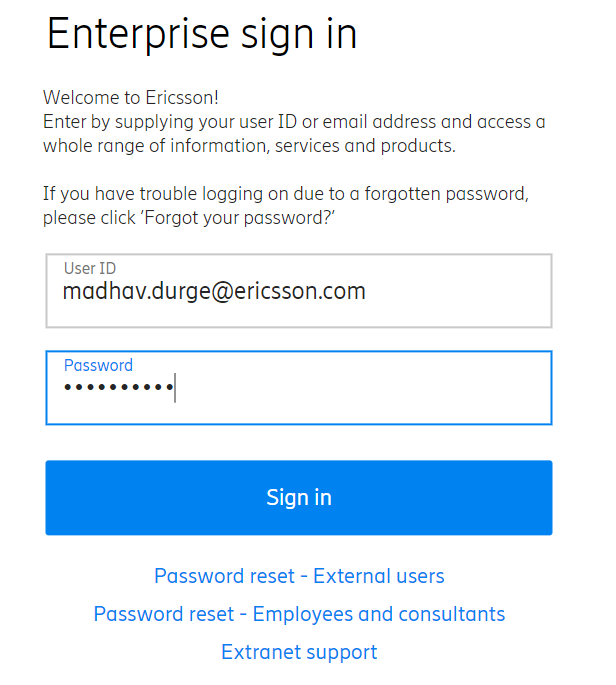 Enterprise sign in
Welcome to Ericsson!
Enter by supplying your user ID or email address and access a
whole range of information, services and products.
If you have trouble logging on due to a forgotten password,
please click ‘Forgot your password?’
User ID
madhav.durge@ericsson.com
Password
••••••••••
Sign in
Password reset - External users
Password reset - Employees and consultants
Extranet support